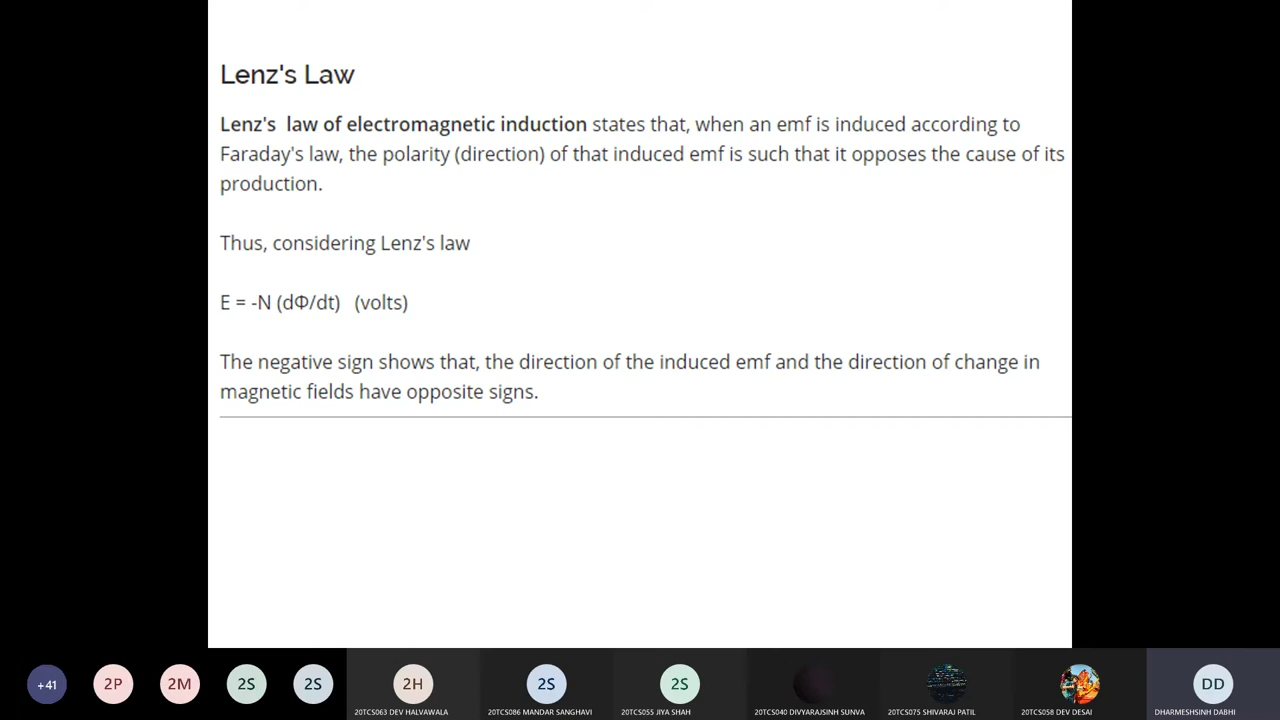 Lenz's Law
Lenz's law of electromagnetic induction states that, when an emf is induced according to
Faraday's law, the polarity (direction) of that induced emf is such that it opposes the cause of its
production.
Thus, considering Lenz's law
E = -N (dΦ/dt) (volts)
The negative sign shows that, the direction of the induced emf and the direction of change in
magnetic fields have opposite signs.
+41
2P
2M
2S
2S
2H
2S
2S
DD
20TCS063 DEV HALVAWALA
20TCS086 MANDAR SANGHAVI
20TCS055 JIYA SHAH
20TCS040 DIVYARAJSINH SUNVA
20TCS075 SHIVARAJ PATIL
20TCS058 DEV DESAI
DHARMESHSINH DABHI